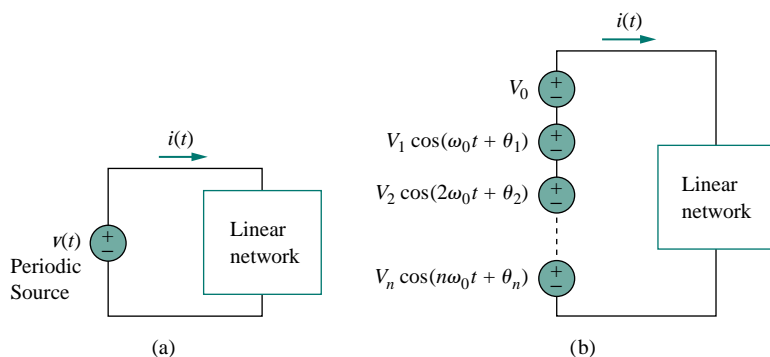 i(t)
v(t)
Periodic
Source
+
−
Linear
network
(a)
i(t)
V₀
+
−
V₁ cos(ω₀t + θ₁)
+
−
V₂ cos(2ω₀t + θ₂)
+
−
Vₙ cos(nω₀t + θₙ)
+
−
Linear
network
(b)